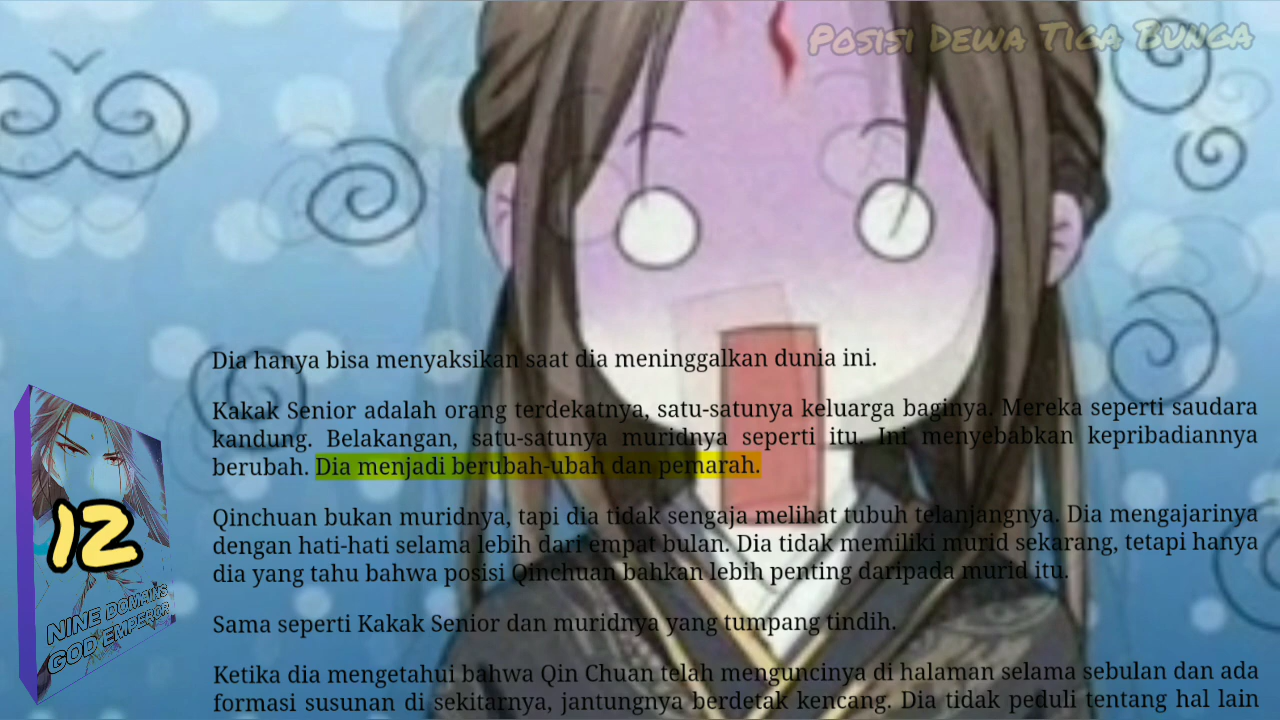 Posisi Dewa Tiga Bunga
Dia hanya bisa menyaksikan saat dia meninggalkan dunia ini.
Kakak Senior adalah orang terdekatnya, satu-satunya keluarga baginya. Mereka seperti saudara
kandung. Belakangan, satu-satunya muridnya seperti itu. Ini menyebabkan kepribadiannya
berubah. Dia menjadi berubah-ubah dan pemarah.
Qinchuan bukan muridnya, tapi dia tidak sengaja melihat tubuh telanjangnya. Dia mengajarinya
dengan hati-hati selama lebih dari empat bulan. Dia tidak memiliki murid sekarang, tetapi hanya
dia yang tahu bahwa posisi Qinchuan bahkan lebih penting daripada murid itu.
Sama seperti Kakak Senior dan muridnya yang tumpang tindih.
Ketika dia mengetahui bahwa Qin Chuan telah menguncinya di halaman selama sebulan dan ada
formasi susunan di sekitarnya, jantungnya berdetak kencang. Dia tidak peduli tentang hal lain
12
NINE DOMAINS
GOD EMPEROR